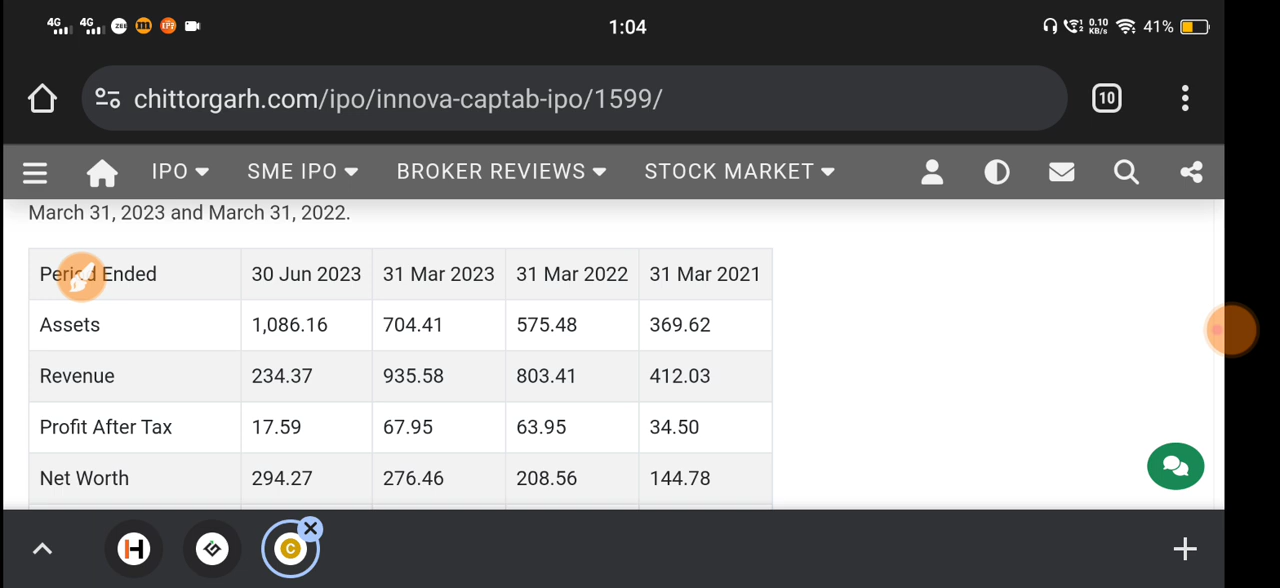 4G 4G 1:04 0.10 KB/s 41%
chittorgarh.com/ipo/innova-captab-ipo/1599/ 10
IPO SME IPO BROKER REVIEWS STOCK MARKET
March 31, 2023 and March 31, 2022.
Period Ended 30 Jun 2023 31 Mar 2023 31 Mar 2022 31 Mar 2021
Assets 1,086.16 704.41 575.48 369.62
Revenue 234.37 935.58 803.41 412.03
Profit After Tax 17.59 67.95 63.95 34.50
Net Worth 294.27 276.46 208.56 144.78
H C